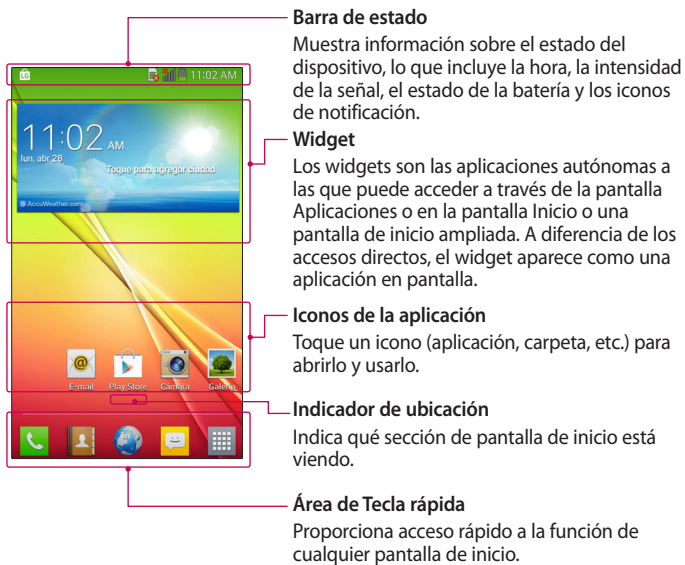 Barra de estado
Muestra información sobre el estado del
dispositivo, lo que incluye la hora, la intensidad
de la señal, el estado de la batería y los iconos
de notificación.
LG
11:02 AM
Widget
Los widgets son las aplicaciones autónomas a
las que puede acceder a través de la pantalla
Aplicaciones o en la pantalla Inicio o una
pantalla de inicio ampliada. A diferencia de los
accesos directos, el widget aparece como una
aplicación en pantalla.
11:02 AM
lun, abr 28
Toque para agregar ciudad
AccuWeather.com
Iconos de la aplicación
Toque un icono (aplicación, carpeta, etc.) para
abrirlo y usarlo.
E-mail Play Store Cámara Galería
Indicador de ubicación
Indica qué sección de pantalla de inicio está
viendo.
Área de Tecla rápida
Proporciona acceso rápido a la función de
cualquier pantalla de inicio.